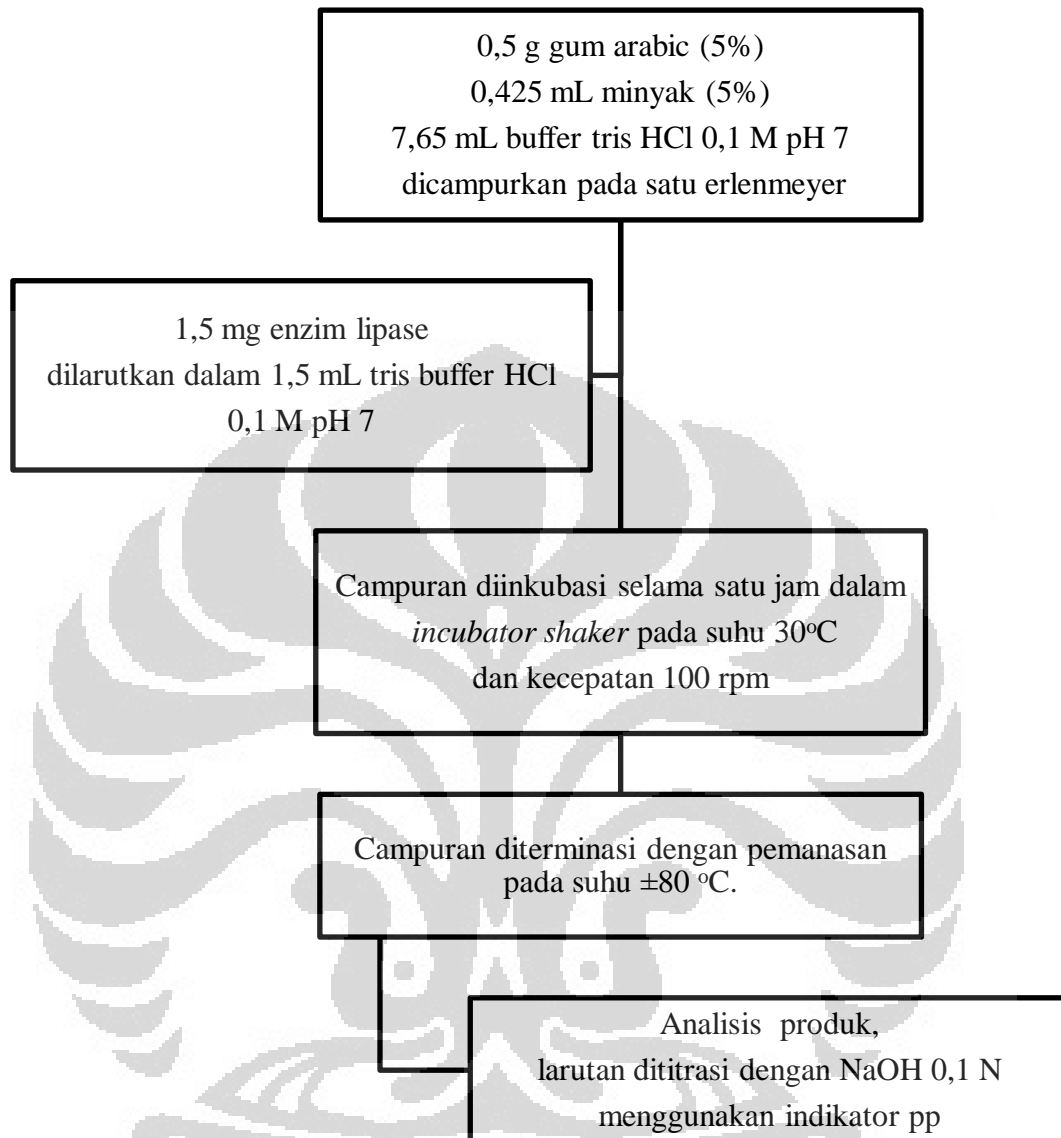 0,5 g gum arabic (5%)
0,425 mL minyak (5%)
7,65 mL buffer tris HCl 0,1 M pH 7
dicampurkan pada satu erlenmeyer
1,5 mg enzim lipase
dilarutkan dalam 1,5 mL tris buffer HCl
0,1 M pH 7
Campuran diinkubasi selama satu jam dalam
incubator shaker pada suhu 30°C
dan kecepatan 100 rpm
Campuran diterminasi dengan pemanasan
pada suhu ±80 °C.
Analisis produk,
larutan dititrasi dengan NaOH 0,1 N
menggunakan indikator pp